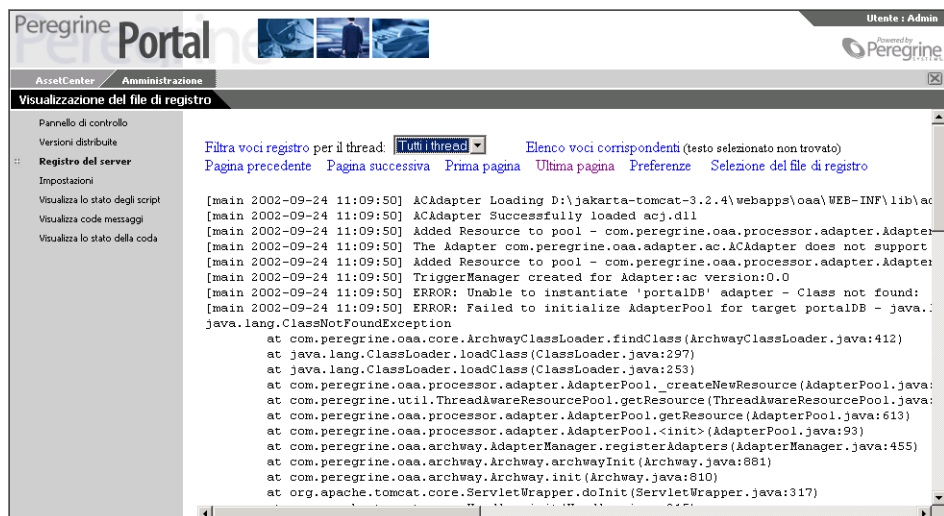 Peregrine Portal
Utente : Admin
Powered by
Peregrine
SYSTEMS
AssetCenter
Amministrazione
Visualizzazione del file di registro
Pannello di controllo
Versioni distribuite
Registro del server
Impostazioni
Visualizza lo stato degli script
Visualizza code messaggi
Visualizza lo stato della coda
Filtra voci registro per il thread: Tutti i thread Elenco voci corrispondenti (testo selezionato non trovato)
Pagina precedente Pagina successiva Prima pagina Ultima pagina Preferenze Selezione del file di registro
[main 2002-09-24 11:09:50] ACAdapter Loading D:\jakarta-tomcat-3.2.4\webapps\oaa\WEB-INF\lib\ac
[main 2002-09-24 11:09:50] ACAdapter Successfully loaded acj.dll
[main 2002-09-24 11:09:50] Added Resource to pool - com.peregrine.oaa.processor.adapter.Adapter
[main 2002-09-24 11:09:50] The Adapter com.peregrine.oaa.adapter.ac.ACAdapter does not support
[main 2002-09-24 11:09:50] Added Resource to pool - com.peregrine.oaa.processor.adapter.Adapter
[main 2002-09-24 11:09:50] TriggerManager created for Adapter:ac version:0.0
[main 2002-09-24 11:09:50] ERROR: Unable to instantiate 'portalDB' adapter - Class not found:
[main 2002-09-24 11:09:50] ERROR: Failed to initialize AdapterPool for target portalDB - java.
java.lang.ClassNotFoundException
at com.peregrine.oaa.core.ArchwayClassLoader.findClass(ArchwayClassLoader.java:412)
at java.lang.ClassLoader.loadClass(ClassLoader.java:297)
at java.lang.ClassLoader.loadClass(ClassLoader.java:253)
at com.peregrine.oaa.processor.adapter.AdapterPool._createNewResource(AdapterPool.java:
at com.peregrine.util.ThreadAwareResourcePool.getResource(ThreadAwareResourcePool.java:
at com.peregrine.oaa.processor.adapter.AdapterPool.getResource(AdapterPool.java:613)
at com.peregrine.oaa.processor.adapter.AdapterPool.<init>(AdapterPool.java:93)
at com.peregrine.oaa.archway.AdapterManager.registerAdapters(AdapterManager.java:455)
at com.peregrine.oaa.archway.Archway.archwayInit(Archway.java:881)
at com.peregrine.oaa.archway.Archway.init(Archway.java:810)
at org.apache.tomcat.core.ServletWrapper.doInit(ServletWrapper.java:317)